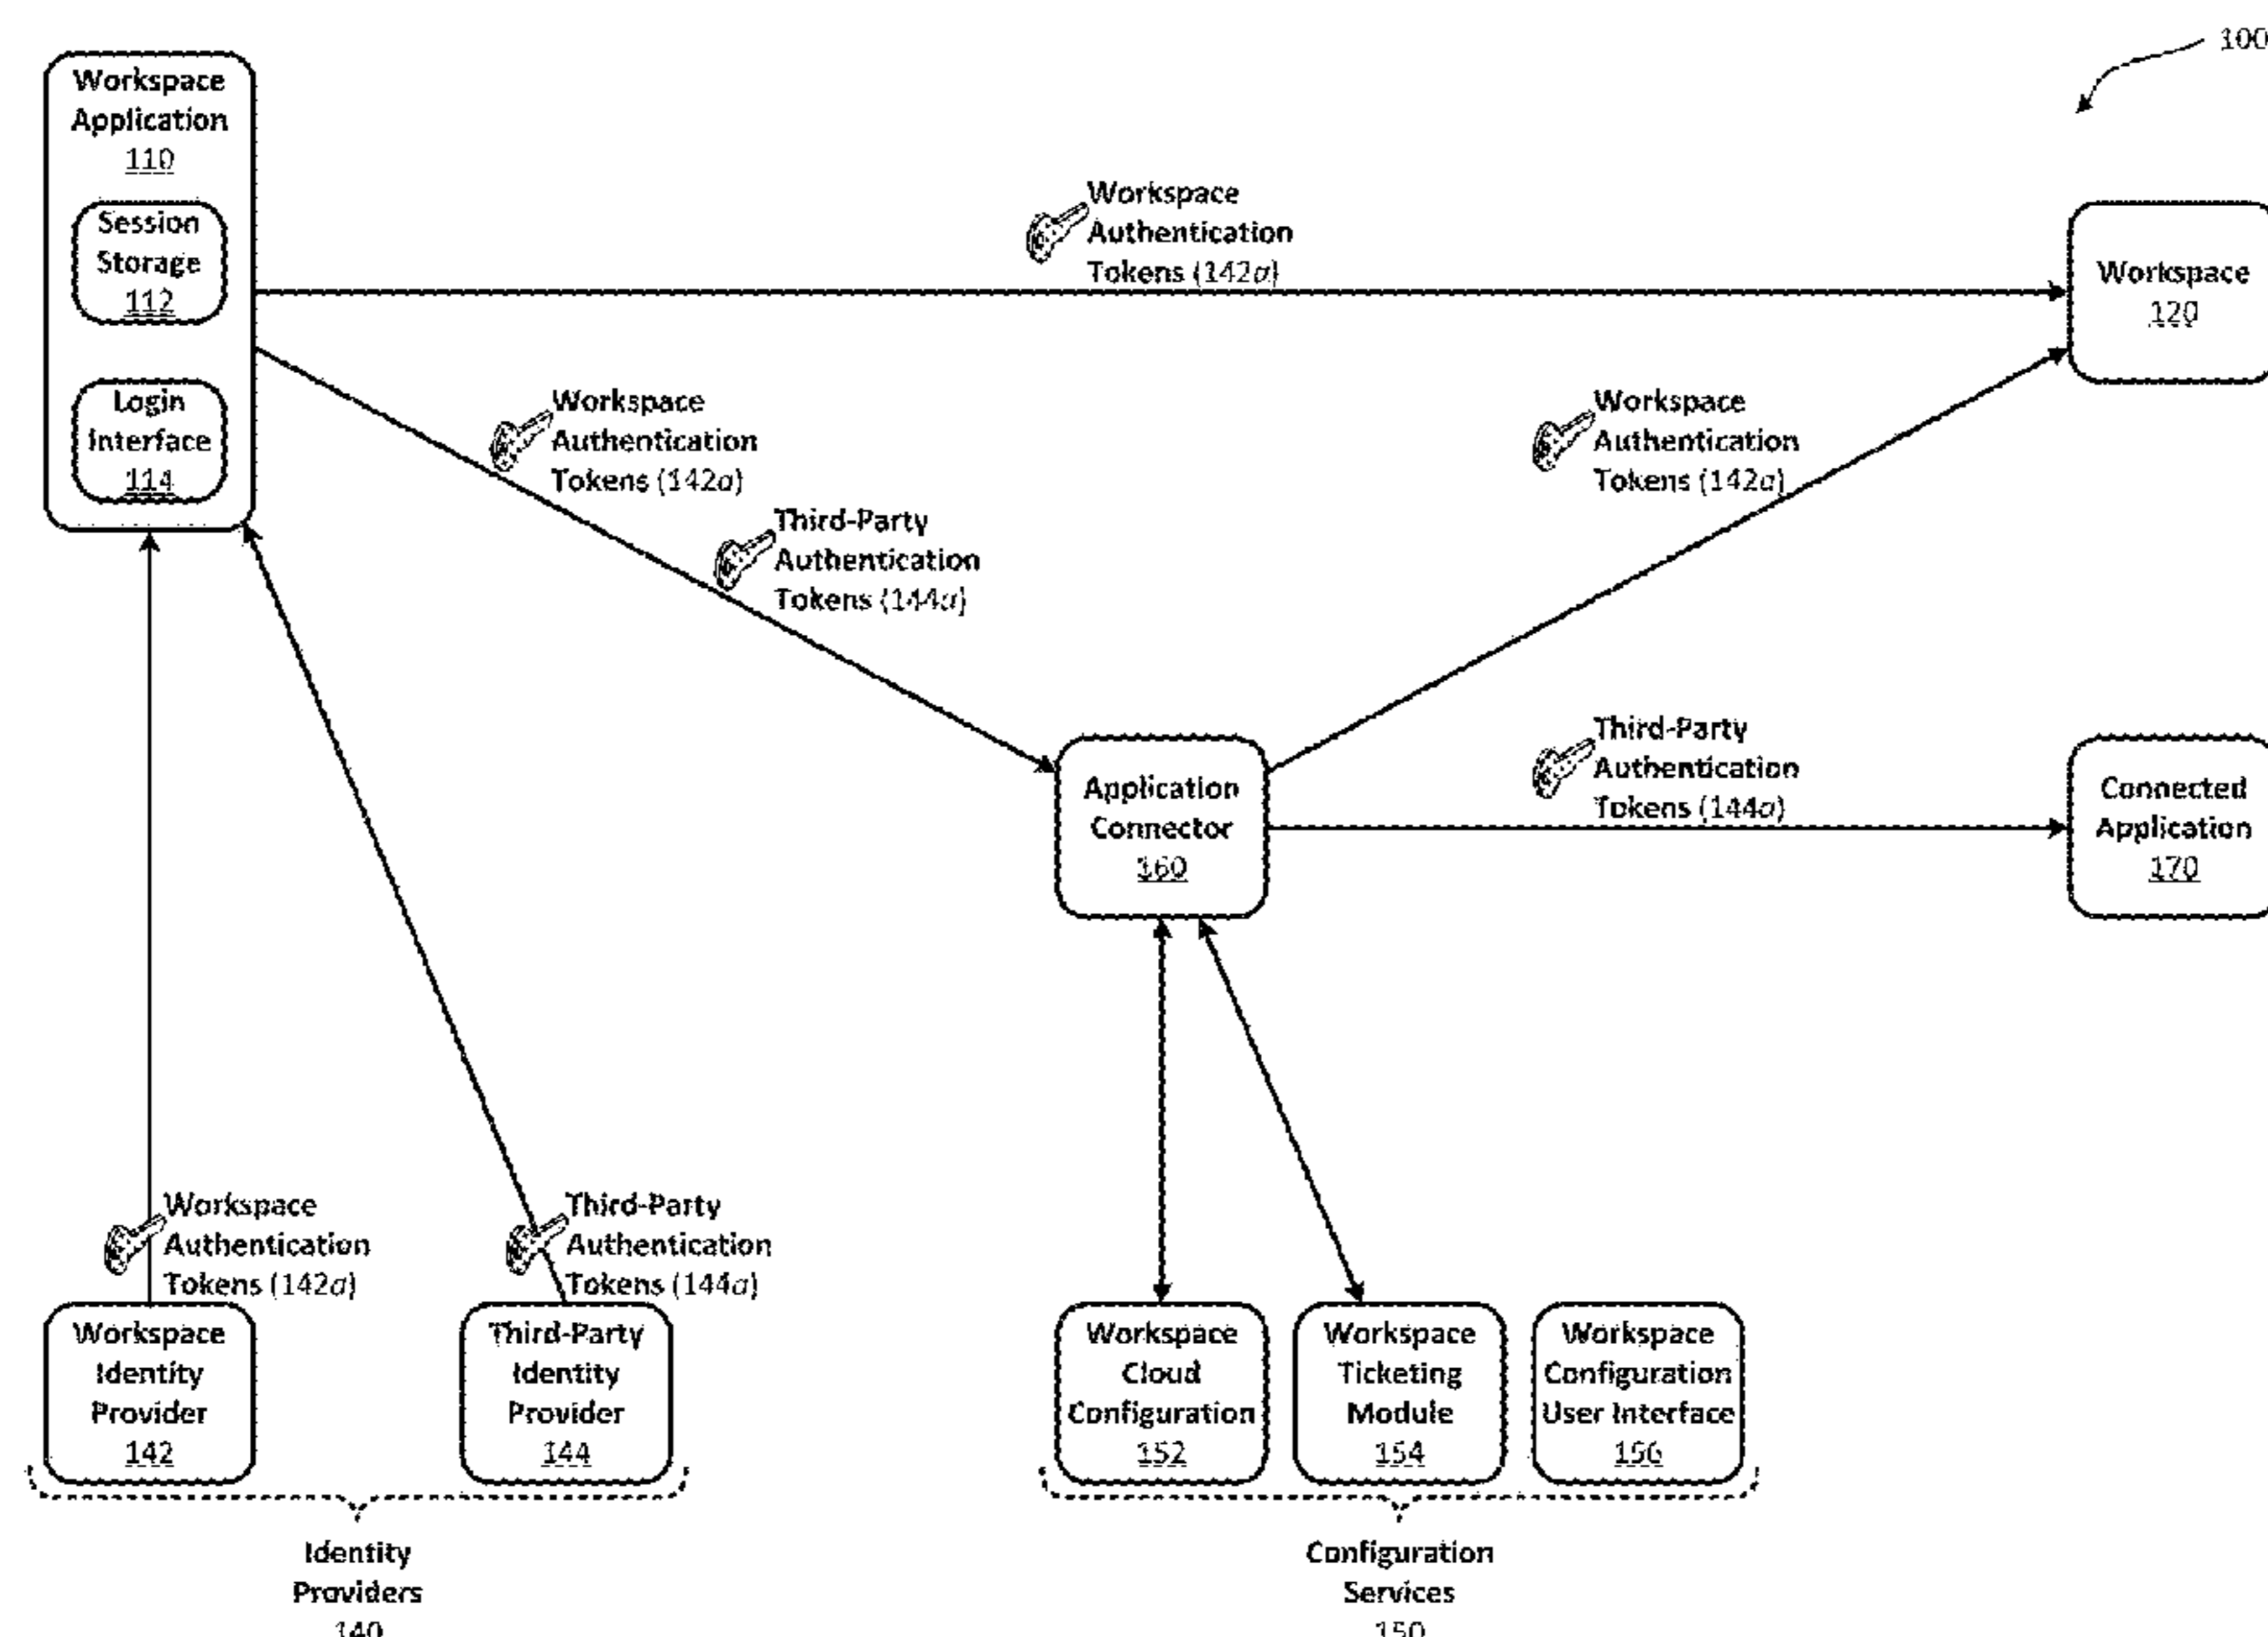 100
Workspace
Application
110
Session
Storage
112
Login
Interface
114
Workspace
Authentication
Tokens (142a)
Workspace
120
Workspace
Authentication
Tokens (142a)
Third-Party
Authentication
Tokens (144a)
Workspace
Authentication
Tokens (142a)
Third-Party
Authentication
Tokens (144a)
Application
Connector
160
Connected
Application
170
Workspace
Authentication
Tokens (142a)
Third-Party
Authentication
Tokens (144a)
Workspace
Identity
Provider
142
Third-Party
Identity
Provider
144
Workspace
Cloud
Configuration
152
Workspace
Ticketing
Module
154
Workspace
Configuration
User Interface
156
Identity
Providers
140
Configuration
Services
150